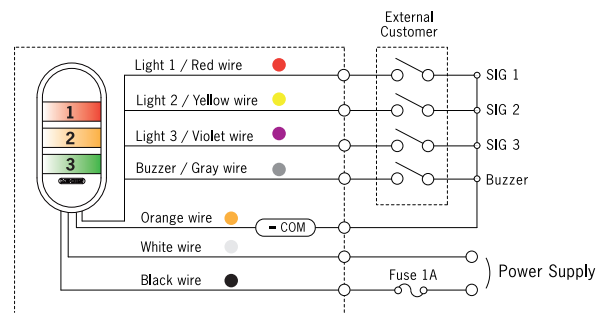 External
Customer
Light 1 / Red wire
SIG 1
Light 2 / Yellow wire
SIG 2
1
2
Light 3 / Violet wire
SIG 3
3
Buzzer / Gray wire
Buzzer
Orange wire
– COM
White wire
Black wire
Fuse 1A
Power Supply